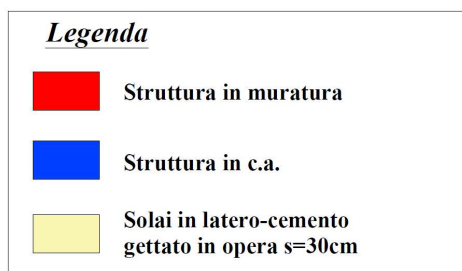 Legenda
Struttura in muratura
Struttura in c.a.
Solai in latero-cemento
gettato in opera s=30cm